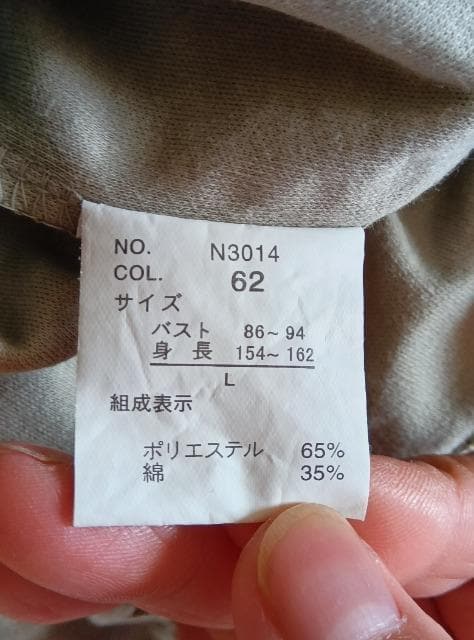 NO. N3014
COL. 62
サイズ
バスト 86～94
身長 154～162
L
組成表示
ポリエステル 65%
綿 35%